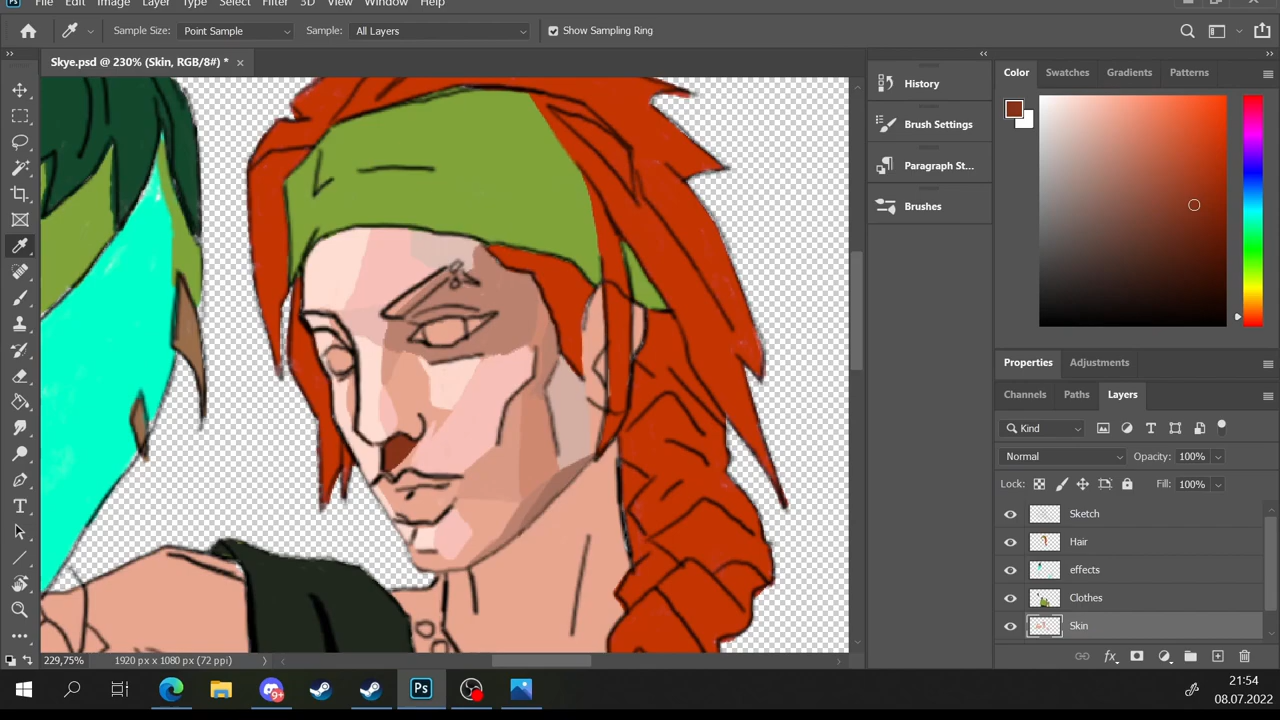 Ps File Edit Image Layer Type Select Filter 3D View Window Help
Sample Size: Point Sample Sample: All Layers Show Sampling Ring
Skye.psd @ 230% (Skin, RGB/8#) *
History
Brush Settings
Paragraph St...
Brushes
Color Swatches Gradients Patterns
Properties Adjustments
Channels Paths Layers
Kind
Normal Opacity: 100%
Lock: Fill: 100%
Sketch
Hair
effects
Clothes
Skin
229,75% 1920 px x 1080 px (72 ppi)
9+
Ps
21:54
08.07.2022